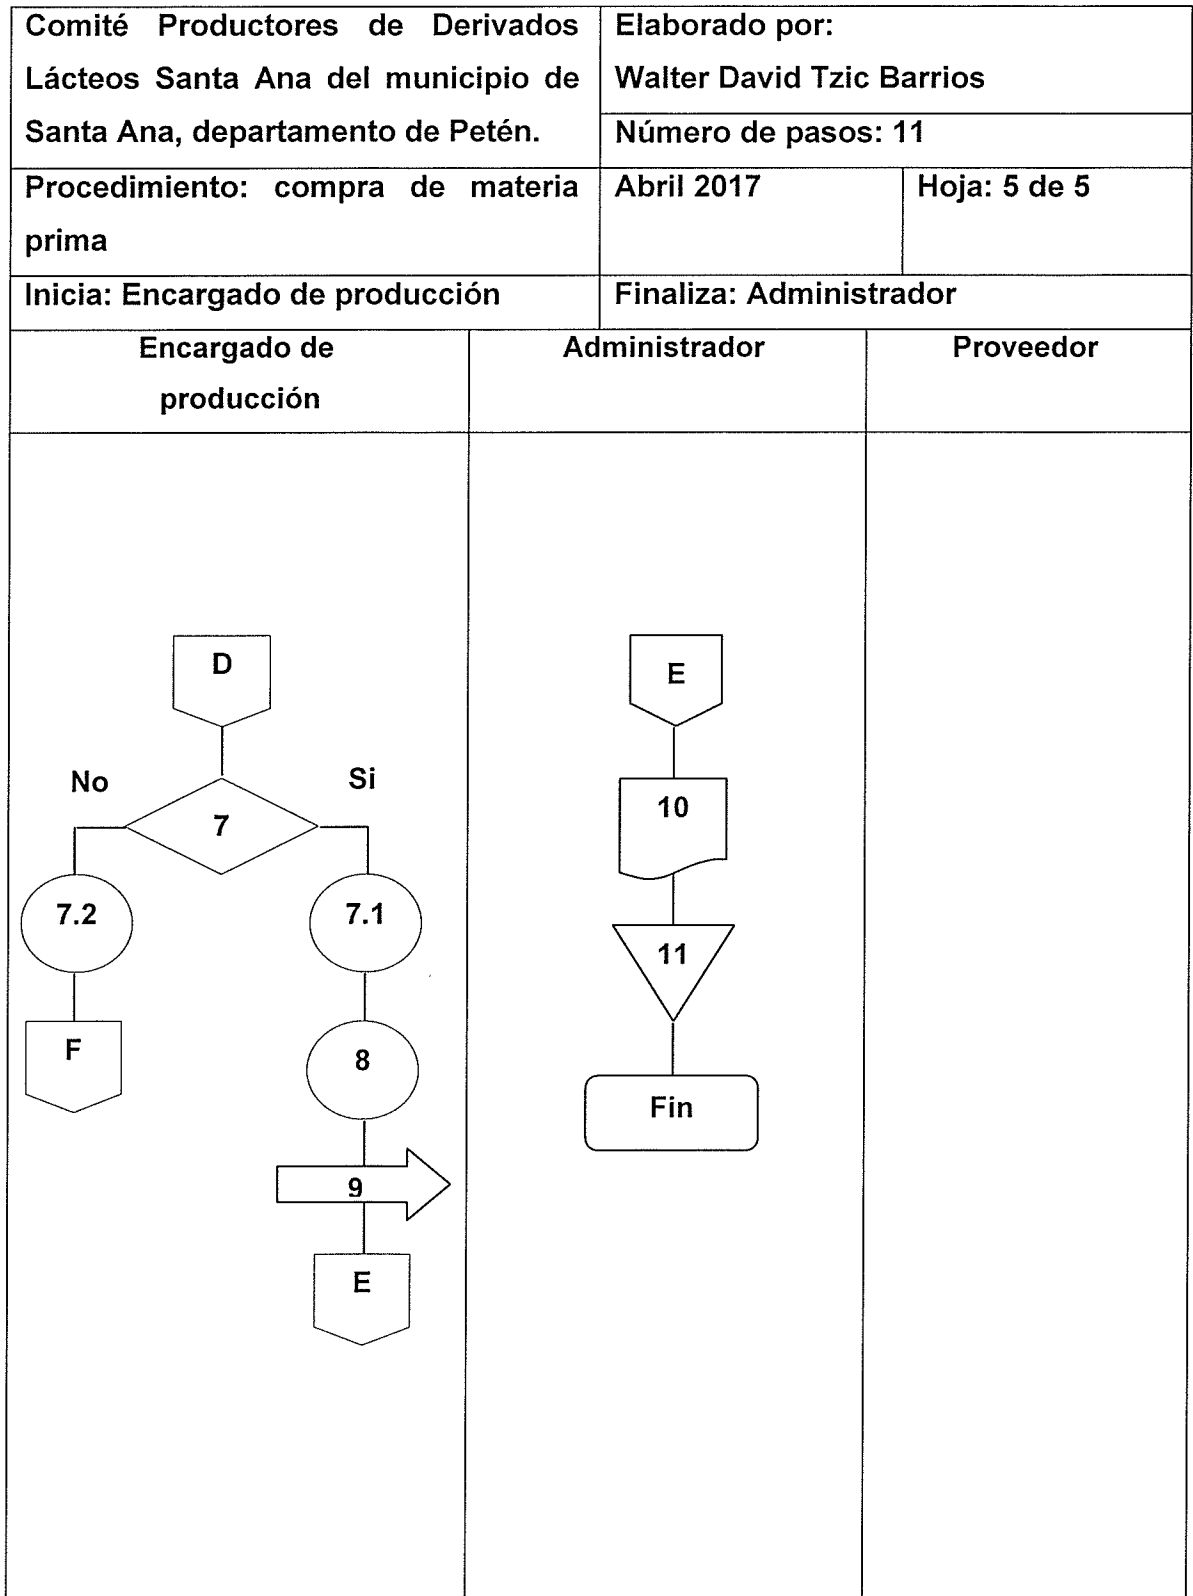 Comité Productores de Derivados
Lácteos Santa Ana del municipio de
Santa Ana, departamento de Petén.
Elaborado por:
Walter David Tzic Barrios
Número de pasos: 11
Procedimiento: compra de materia
prima
Abril 2017
Hoja: 5 de 5
Inicia: Encargado de producción
Finaliza: Administrador
Encargado de
producción
Administrador
Proveedor
D
No
Si
7
7.2
7.1
F
8
9
E
E
10
11
Fin